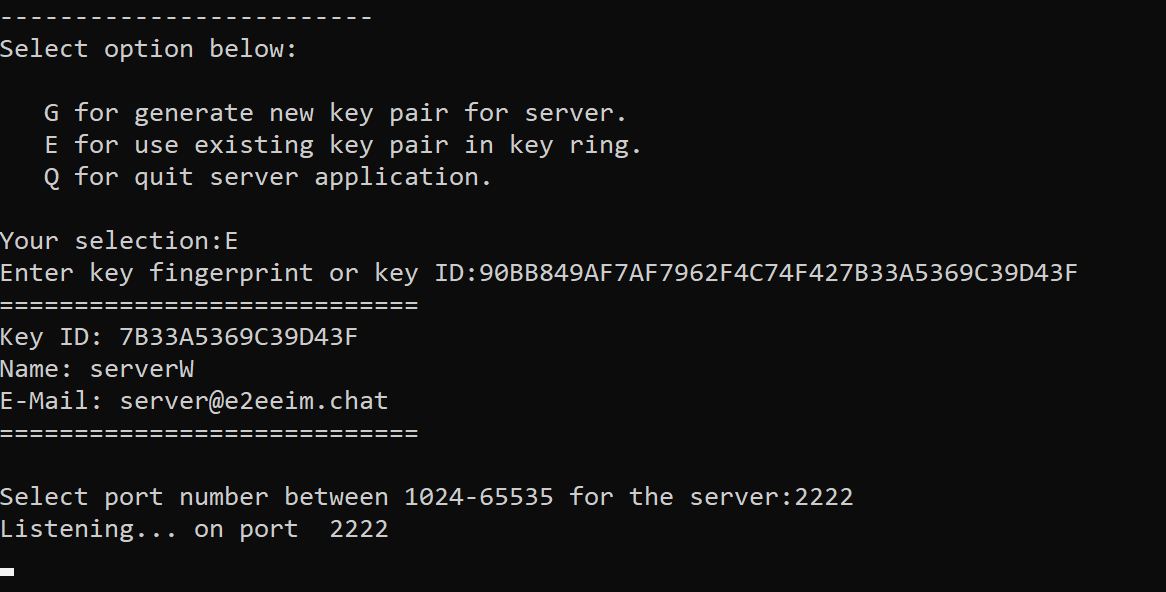 -------------------------
Select option below:
G for generate new key pair for server.
E for use existing key pair in key ring.
Q for quit server application.
Your selection:E
Enter key fingerprint or key ID:90BB849AF7AF7962F4C74F427B33A5369C39D43F
============================
Key ID: 7B33A5369C39D43F
Name: serverW
E-Mail: server@e2eeim.chat
============================
Select port number between 1024-65535 for the server:2222
Listening... on port  2222